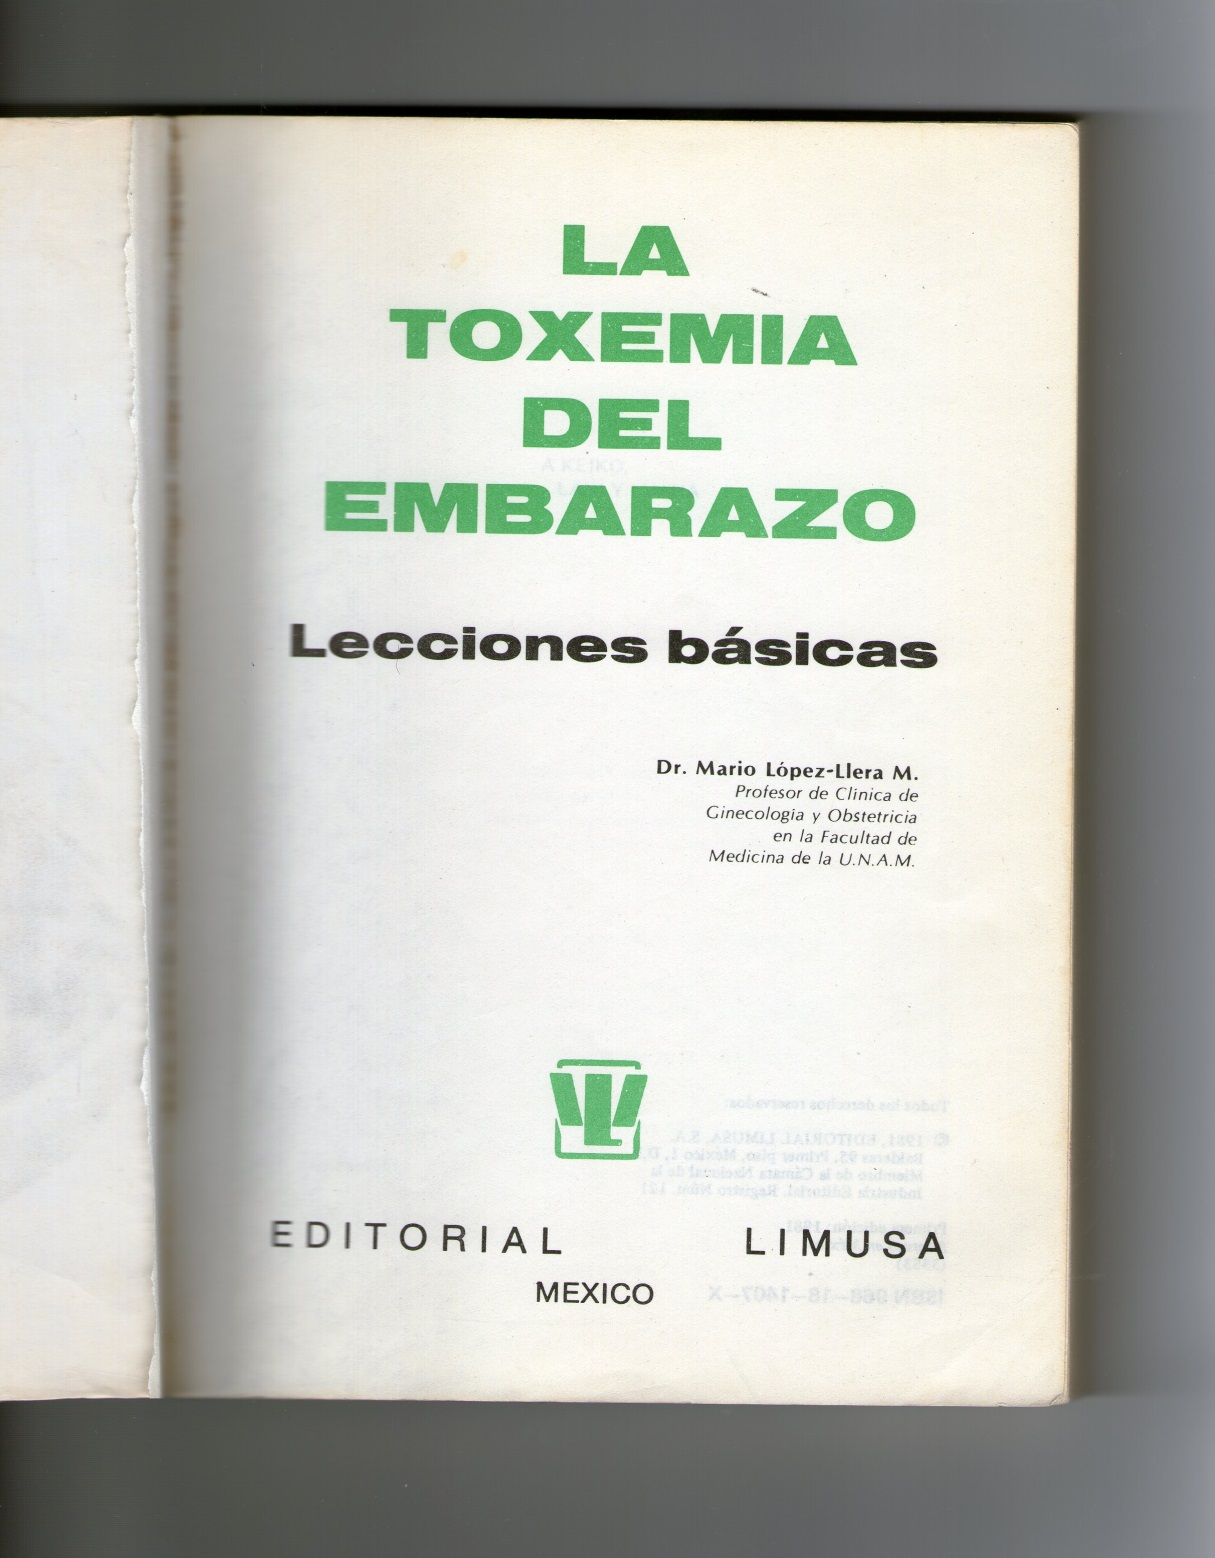 LA
TOXEMIA
DEL
EMBARAZO
Lecciones básicas
Dr. Mario López-Llera M.
Profesor de Clínica de
Ginecología y Obstetricia
en la Facultad de
Medicina de la U.N.A.M.
EDITORIAL LIMUSA
MEXICO